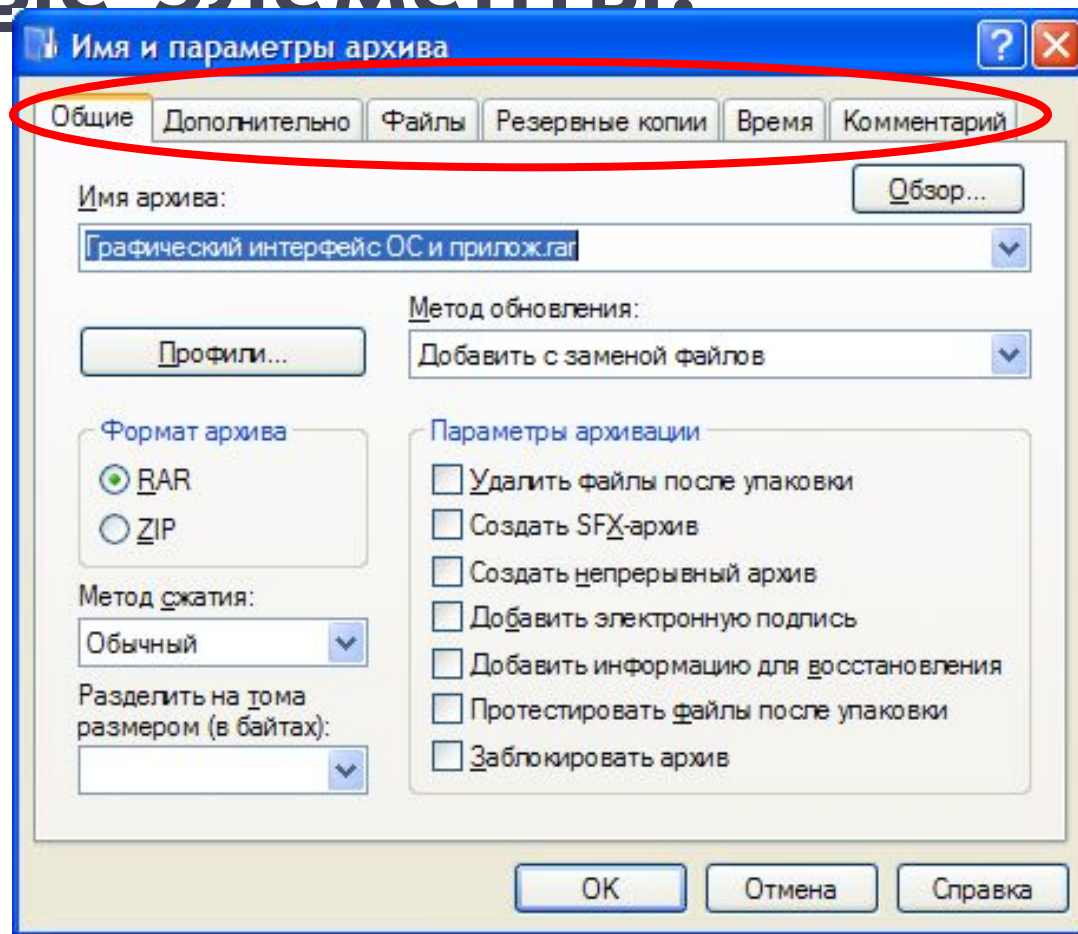 ые элементы:
Имя и параметры архива
Общие Дополнительно Файлы Резервные копии Время Комментарий
Имя архива:
Обзор...
Графический интерфейс ОС и прилож.rar
Метод обновления:
Профили...
Добавить с заменой файлов
Формат архива
RAR
ZIP
Метод сжатия:
Обычный
Разделить на тома
размером (в байтах):
Параметры архивации
Удалить файлы после упаковки
Создать SFX-архив
Создать непрерывный архив
Добавить электронную подпись
Добавить информацию для восстановления
Протестировать файлы после упаковки
Заблокировать архив
OK Отмена Справка